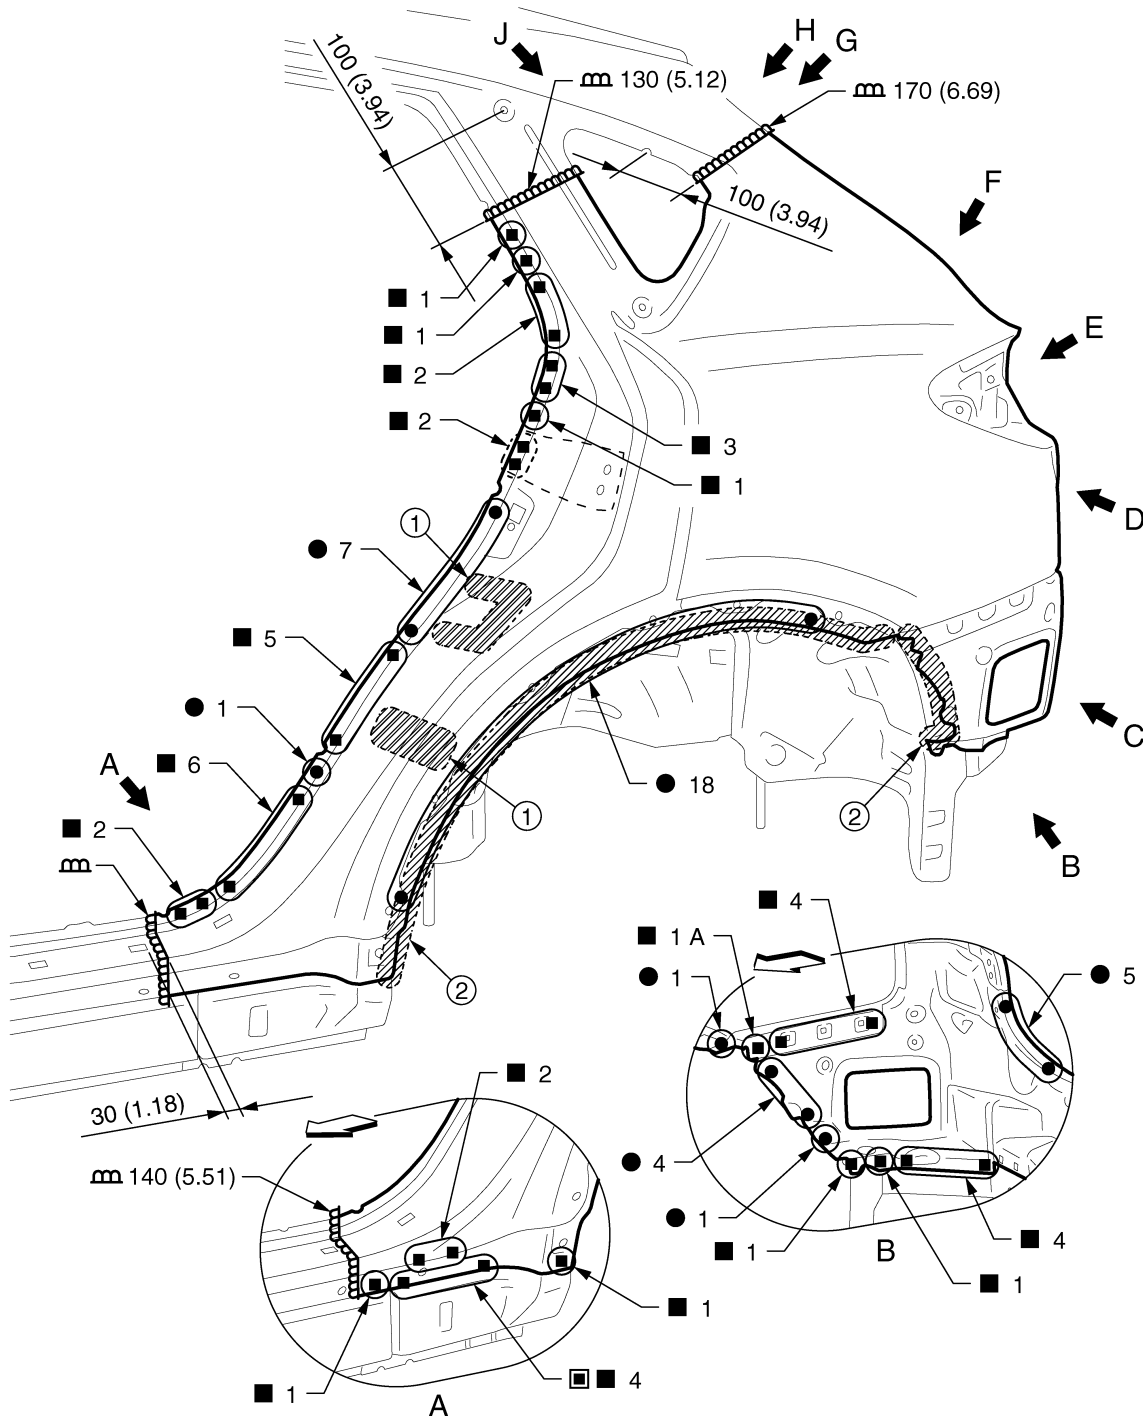 J
H
G
100 (3.94)
130 (5.12)
170 (6.69)
F
100 (3.94)
■ 1
■ 1
E
■ 2
■ 2
■ 3
■ 1
D
1
● 7
■ 5
● 1
C
A
■ 6
● 18
2
1
■ 2
B
■ 4
■ 1 A
● 1
● 5
2
30 (1.18)
■ 2
140 (5.51)
● 4
● 1
■ 1
B
■ 4
■ 1
■ 1
■ 1
■ 4
A